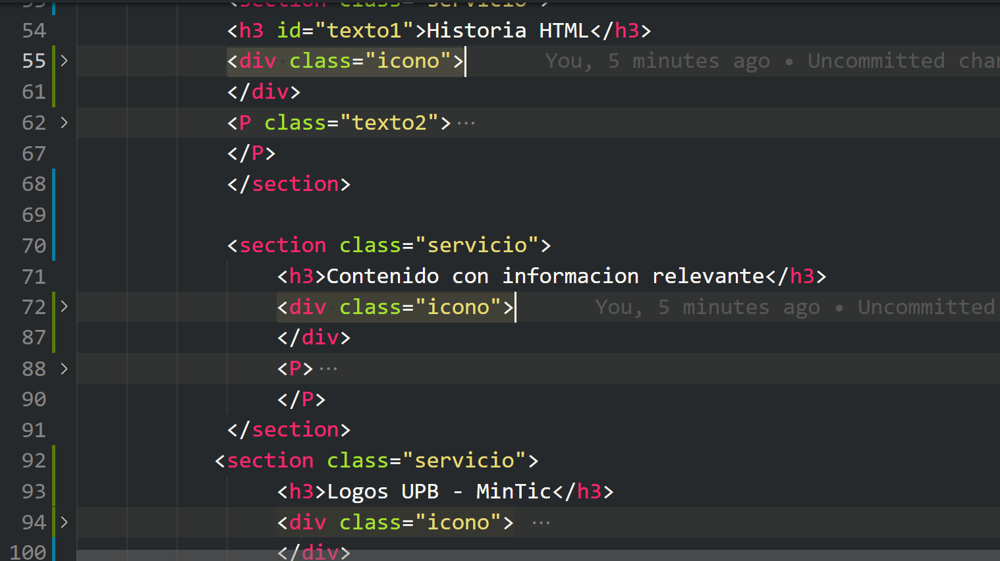 <section class="servicio">
54 <h3 id="texto1">Historia HTML</h3>
55 > <div class="icono"> You, 5 minutes ago • Uncommitted
61 </div>
62 > <P class="texto2">···
67 </P>
68 </section>
69
70 <section class="servicio">
71 <h3>Contenido con informacion relevante</h3>
72 > <div class="icono"> You, 5 minutes ago • Uncommitted
87 </div>
88 > <P>···
90 </P>
91 </section>
92 <section class="servicio">
93 <h3>Logos UPB - MinTic</h3>
94 > <div class="icono"> ···
100 </div>